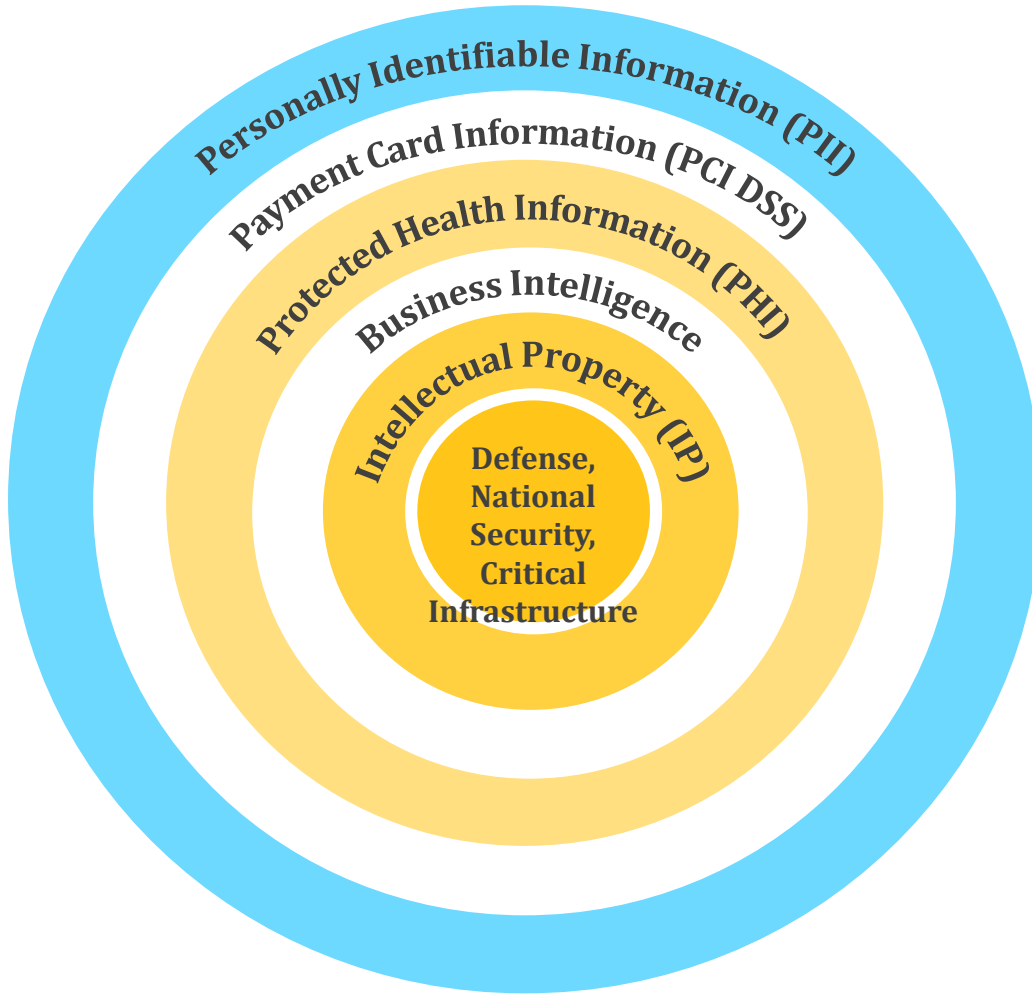 Personally Identifiable Information (PII)
Payment Card Information (PCI DSS)
Protected Health Information (PHI)
Business Intelligence
Intellectual Property (IP)
Defense,
National
Security,
Critical
Infrastructure